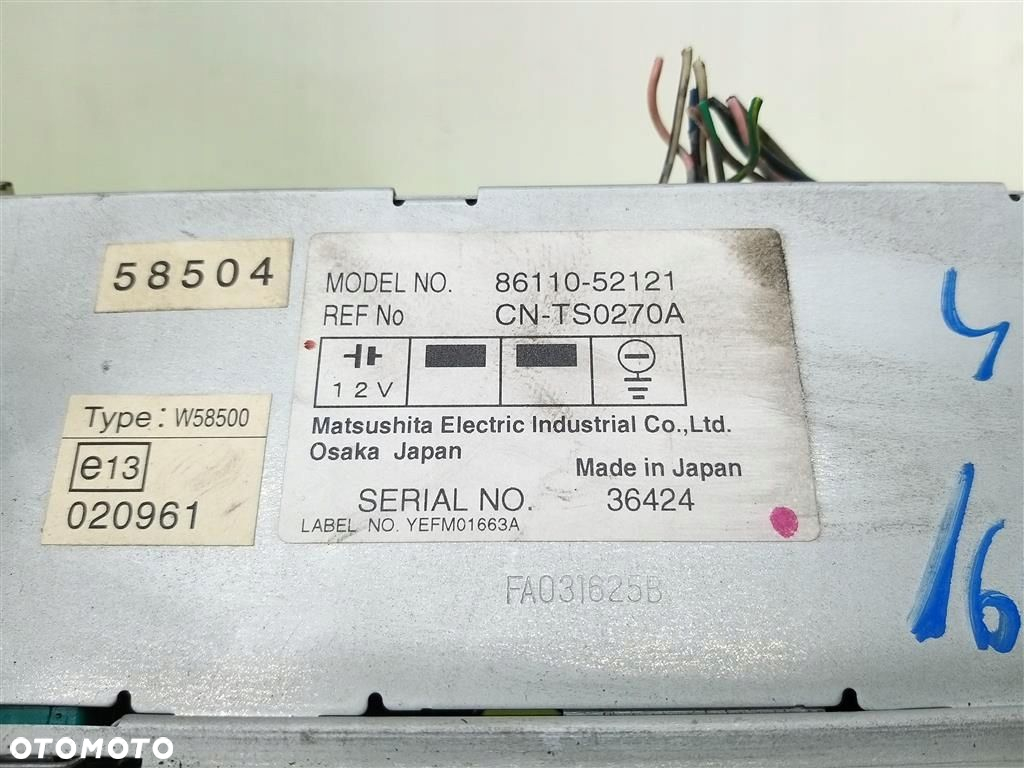 58504
MODEL NO. 86110-52121
REF No CN-TS0270A
12V
Matsushita Electric Industrial Co.,Ltd.
Osaka Japan
Made in Japan
SERIAL NO. 36424
LABEL NO. YEFM01663A
Type: W58500
e13
020961
FA031625B
4
16
OTOMOTO